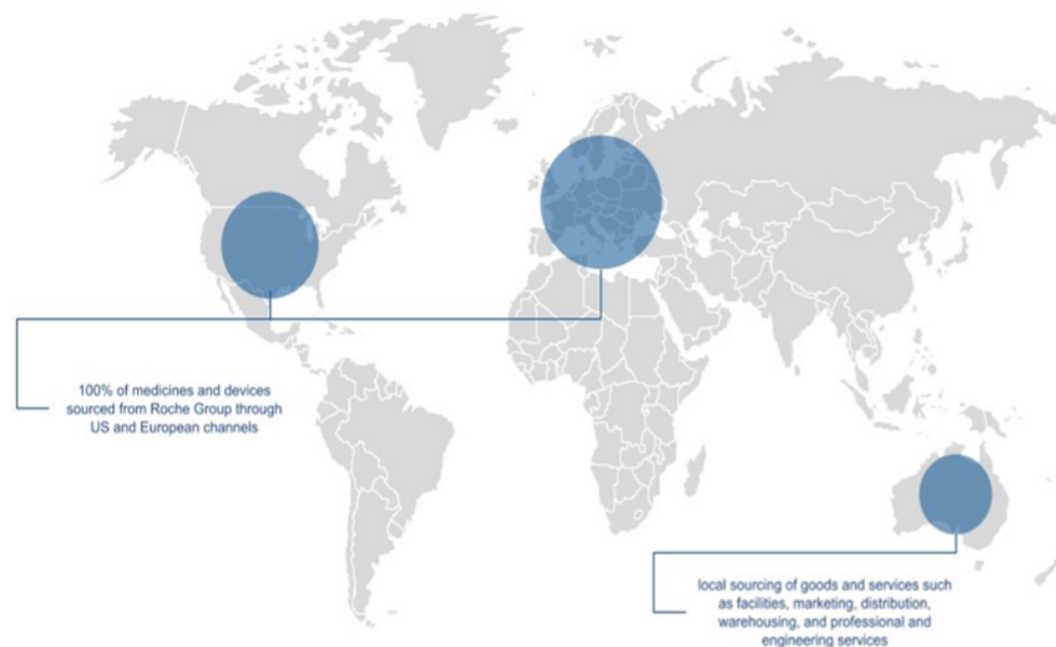 100% of medicines and devices
sourced from Roche Group through
US and European channels
local sourcing of goods and services such
as facilities, marketing, distribution,
warehousing, and professional and
engineering services